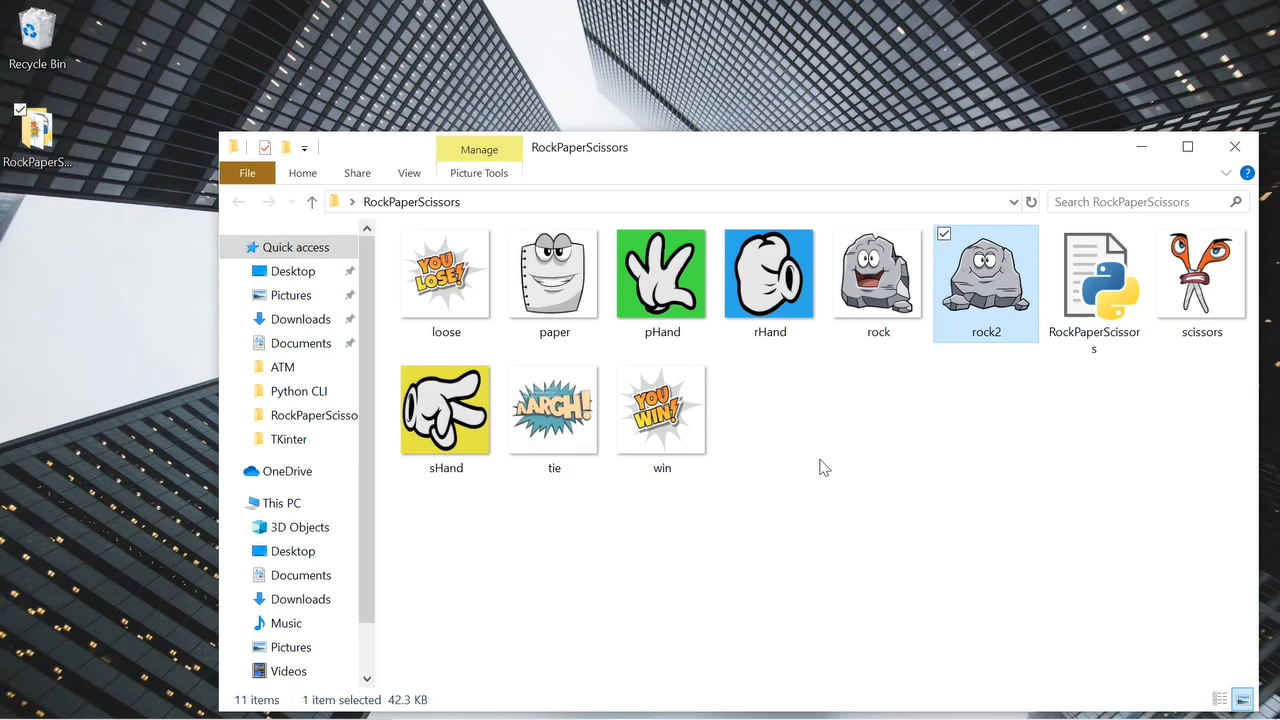 Recycle Bin
RockPaperS...
Manage
RockPaperScissors
File
Home
Share
View
Picture Tools
RockPaperScissors
Search RockPaperScissors
Quick access
Desktop
Pictures
Downloads
Documents
ATM
Python CLI
RockPaperScisso
TKinter
OneDrive
This PC
3D Objects
Desktop
Documents
Downloads
Music
Pictures
Videos
YOU
LOSE!
loose
paper
pHand
rHand
rock
rock2
RockPaperScissor
s
scissors
sHand
AARGH!
tie
YOU
WIN!
win
11 items
1 item selected 42.3 KB